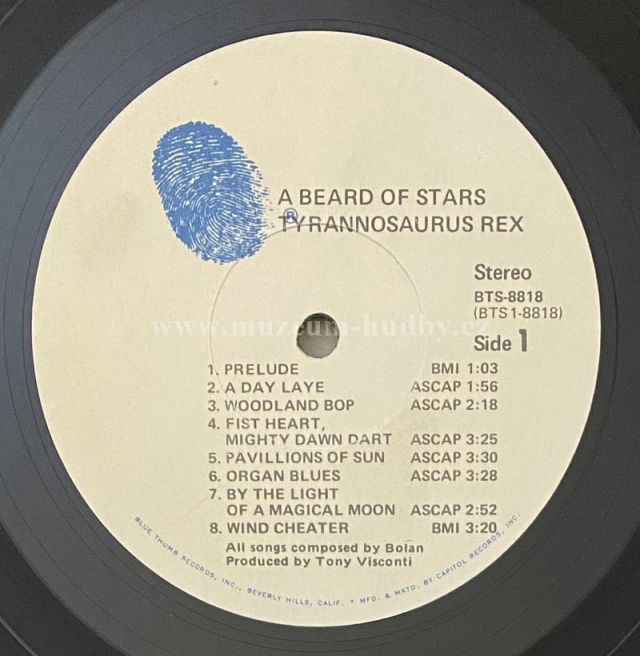 A BEARD OF STARS
® TYRANNOSAURUS REX
Stereo
BTS-8818
(BTS1-8818)
www.muzeum-hudby.cz
Side 1
1. PRELUDE BMI 1:03
2. A DAY LAYE ASCAP 1:56
3. WOODLAND BOP ASCAP 2:18
4. FIST HEART,
MIGHTY DAWN DART ASCAP 3:25
5. PAVILLIONS OF SUN ASCAP 3:30
6. ORGAN BLUES ASCAP 3:28
7. BY THE LIGHT
OF A MAGICAL MOON ASCAP 2:52
8. WIND CHEATER BMI 3:20
All songs composed by Bolan
Produced by Tony Visconti
BLUE THUMB RECORDS, INC., BEVERLY HILLS, CALIF. • MFD. & MKTD. BY CAPITOL RECORDS, INC.